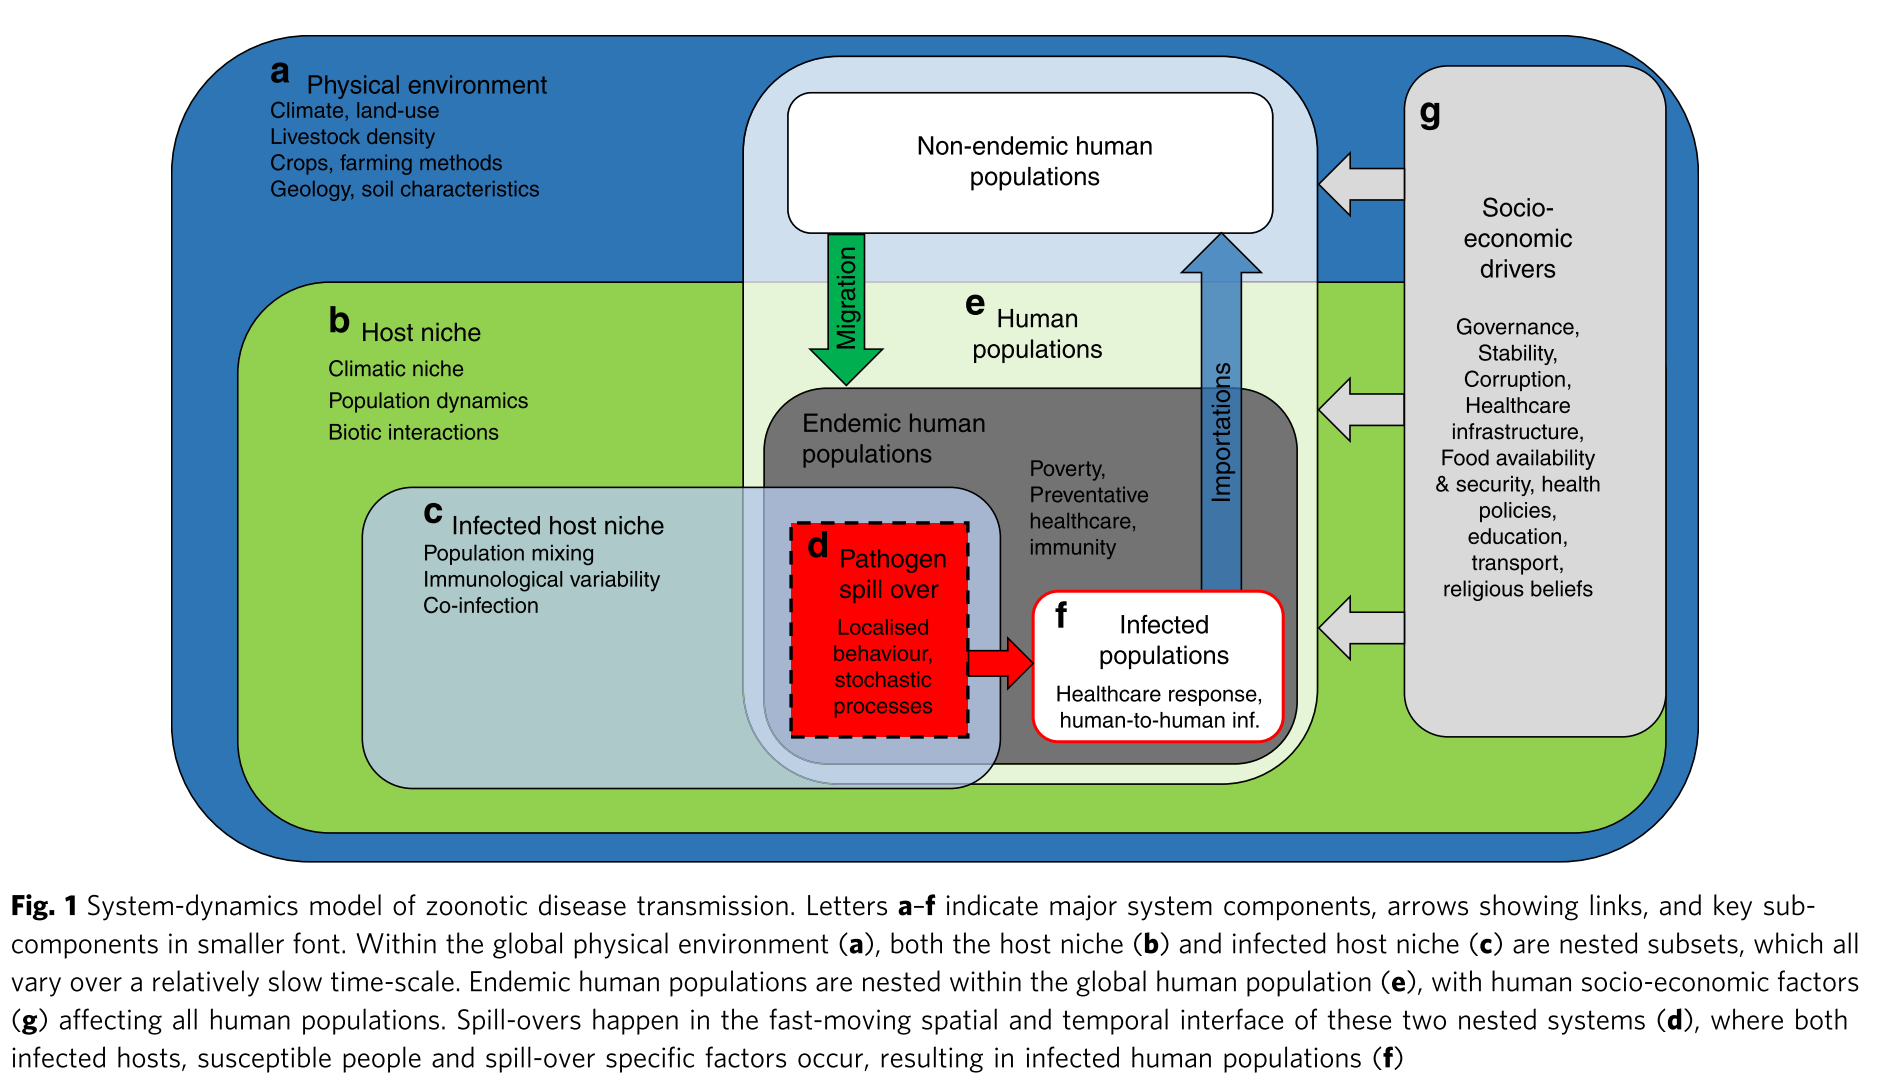 a Physical environment
Climate, land-use
Livestock density
Crops, farming methods
Geology, soil characteristics
Non-endemic human
populations
Migration
Importations
e Human
populations
b Host niche
Climatic niche
Population dynamics
Biotic interactions
Endemic human
populations
Poverty,
Preventative
healthcare,
immunity
c Infected host niche
Population mixing
Immunological variability
Co-infection
d Pathogen
spill over
Localised
behaviour,
stochastic
processes
f Infected
populations
Healthcare response,
human-to-human inf.
g
Socio-
economic
drivers
Governance,
Stability,
Corruption,
Healthcare
infrastructure,
Food availability
& security, health
policies,
education,
transport,
religious beliefs
Fig. 1 System-dynamics model of zoonotic disease transmission. Letters a–f indicate major system components, arrows showing links, and key sub-
components in smaller font. Within the global physical environment (a), both the host niche (b) and infected host niche (c) are nested subsets, which all
vary over a relatively slow time-scale. Endemic human populations are nested within the global human population (e), with human socio-economic factors
(g) affecting all human populations. Spill-overs happen in the fast-moving spatial and temporal interface of these two nested systems (d), where both
infected hosts, susceptible people and spill-over specific factors occur, resulting in infected human populations (f)